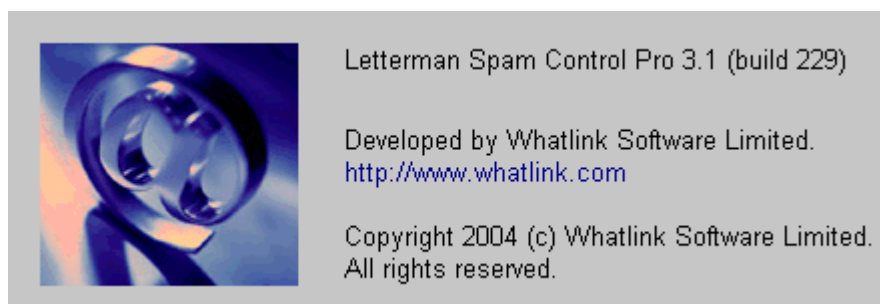 Letterman Spam Control Pro 3.1 (build 229)
Developed by Whatlink Software Limited.
http://www.whatlink.com
Copyright 2004 (c) Whatlink Software Limited.
All rights reserved.